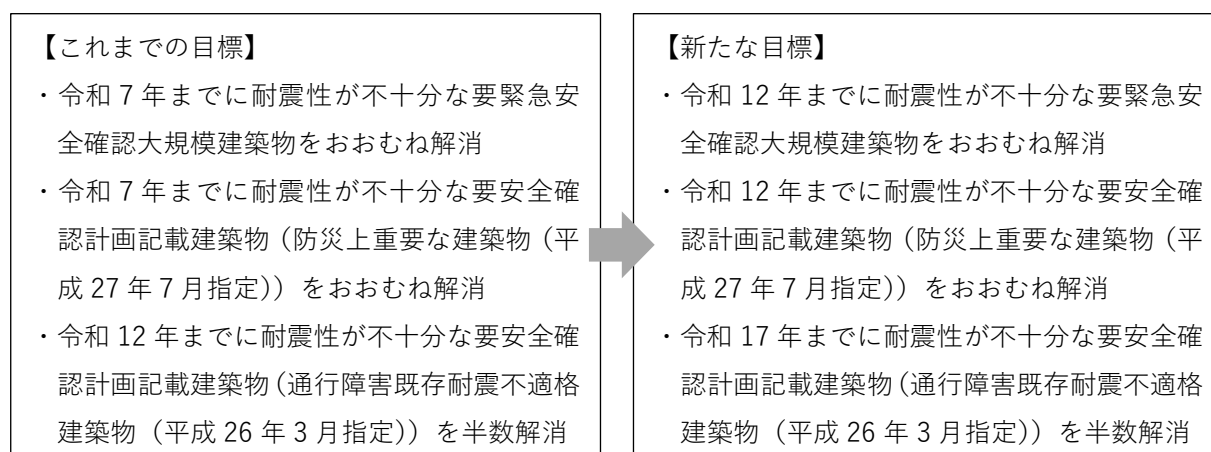 【これまでの目標】
・令和 7 年までに耐震性が不十分な要緊急安
全確認大規模建築物をおおむね解消
・令和 7 年までに耐震性が不十分な要安全確
認計画記載建築物（防災上重要な建築物（平
成 27 年 7 月指定））をおおむね解消
・令和 12 年までに耐震性が不十分な要安全確
認計画記載建築物（通行障害既存耐震不適格
建築物（平成 26 年 3 月指定））を半数解消
【新たな目標】
・令和 12 年までに耐震性が不十分な要緊急安
全確認大規模建築物をおおむね解消
・令和 12 年までに耐震性が不十分な要安全確
認計画記載建築物（防災上重要な建築物（平
成 27 年 7 月指定））をおおむね解消
・令和 17 年までに耐震性が不十分な要安全確
認計画記載建築物（通行障害既存耐震不適格
建築物（平成 26 年 3 月指定））を半数解消